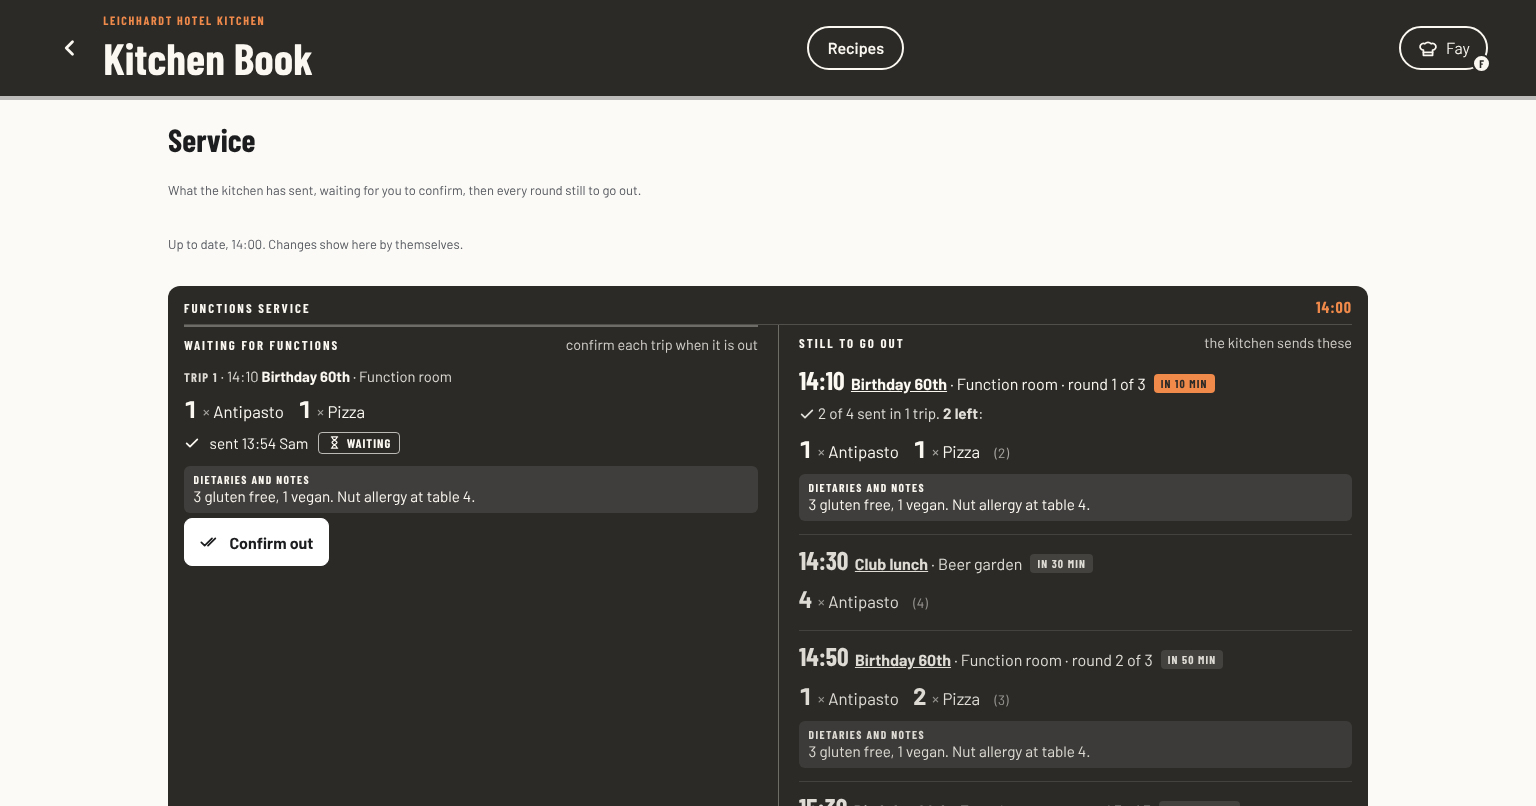 LEICHHARDT HOTEL KITCHEN
Kitchen Book
Recipes
Fay
F
Service
What the kitchen has sent, waiting for you to confirm, then every round still to go out.
Up to date, 14:00. Changes show here by themselves.
FUNCTIONS SERVICE
14:00
WAITING FOR FUNCTIONS
confirm each trip when it is out
TRIP 1 · 14:10 Birthday 60th · Function room
1 × Antipasto 1 × Pizza
sent 13:54 Sam WAITING
DIETARIES AND NOTES
3 gluten free, 1 vegan. Nut allergy at table 4.
Confirm out
STILL TO GO OUT
the kitchen sends these
14:10 Birthday 60th · Function room · round 1 of 3 IN 10 MIN
2 of 4 sent in 1 trip. 2 left:
1 × Antipasto 1 × Pizza (2)
DIETARIES AND NOTES
3 gluten free, 1 vegan. Nut allergy at table 4.
14:30 Club lunch · Beer garden IN 30 MIN
4 × Antipasto (4)
14:50 Birthday 60th · Function room · round 2 of 3 IN 50 MIN
1 × Antipasto 2 × Pizza (3)
DIETARIES AND NOTES
3 gluten free, 1 vegan. Nut allergy at table 4.
15:30